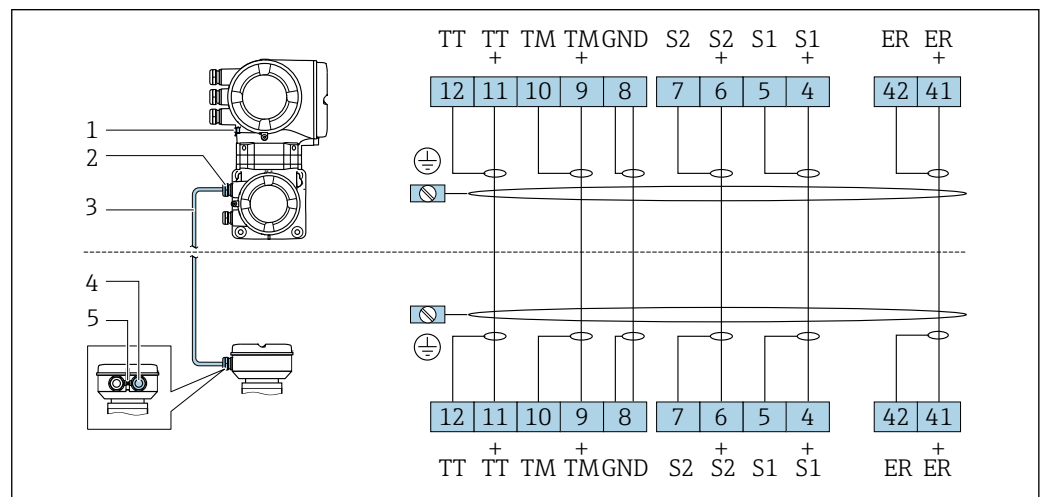 TT TT TM TM GND S2 S2 S1 S1 ER ER
+ + + + +
12 11 10 9 8 7 6 5 4 42 41
1
2
3
4
5
12 11 10 9 8 7 6 5 4 42 41
+ + + + +
TT TT TM TM GND S2 S2 S1 S1 ER ER